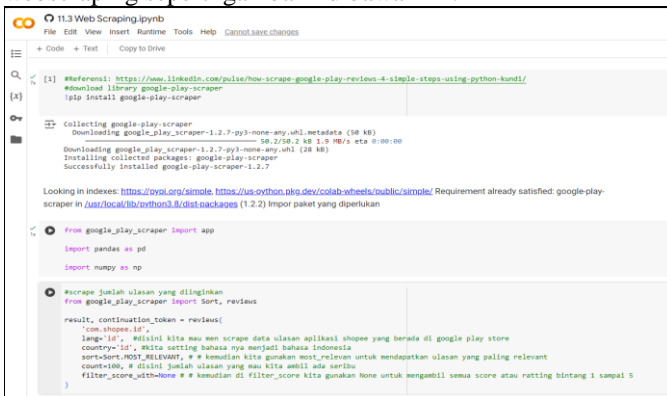 11.3 Web Scraping.ipynb
File Edit View Insert Runtime Tools Help Cannot save changes
+ Code + Text Copy to Drive
[1] #Referensi: https://www.linkedin.com/pulse/how-scrape-google-play-reviews-4-simple-steps-using-python-kundi/
#download library google-play-scraper
!pip install google-play-scraper
Collecting google-play-scraper
Downloading google_play_scraper-1.2.7-py3-none-any.whl.metadata (50 kB)
50.2/50.2 kB 1.9 MB/s eta 0:00:00
Downloading google_play_scraper-1.2.7-py3-none-any.whl (28 kB)
Installing collected packages: google-play-scraper
Successfully installed google-play-scraper-1.2.7
Looking in indexes: https://pypi.org/simple, https://us-python.pkg.dev/colab-wheels/public/simple/ Requirement already satisfied: google-play-
scraper in /usr/local/lib/python3.8/dist-packages (1.2.2) Impor paket yang diperlukan
from google_play_scraper import app
import pandas as pd
import numpy as np
#scrape jumlah ulasan yang diinginkan
from google_play_scraper import Sort, reviews
result, continuation_token = reviews(
'com.shopee.id',
lang='id', #disini kita mau men scrape data ulasan aplikasi shopee yang berada di google play store
country='id', #kita setting bahasa nya menjadi bahasa indonesia
sort=Sort.MOST_RELEVANT, # # kemudian kita gunakan most_relevan untuk mendapatkan ulasan yang paling relevant
count=100, # disini jumlah ulasan yang mau kita ambil ada seribu
filter_score_with=None # # kemudian di filter_score kita gunakan None untuk mengambil semua score atau ratting bintang 1 sampai 5
)